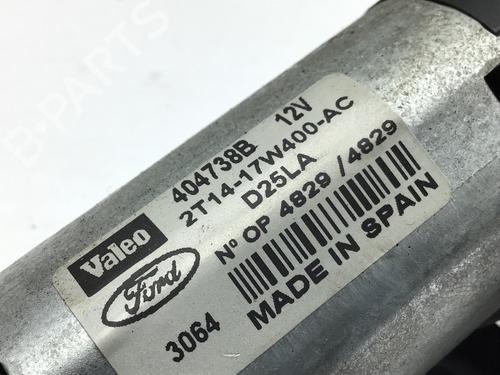 B-PARTS
404738B 12V
2T14-17W400-AC
D25LA
Nº OP 4829 /4829
MADE IN SPAIN
Valeo
Ford
3064